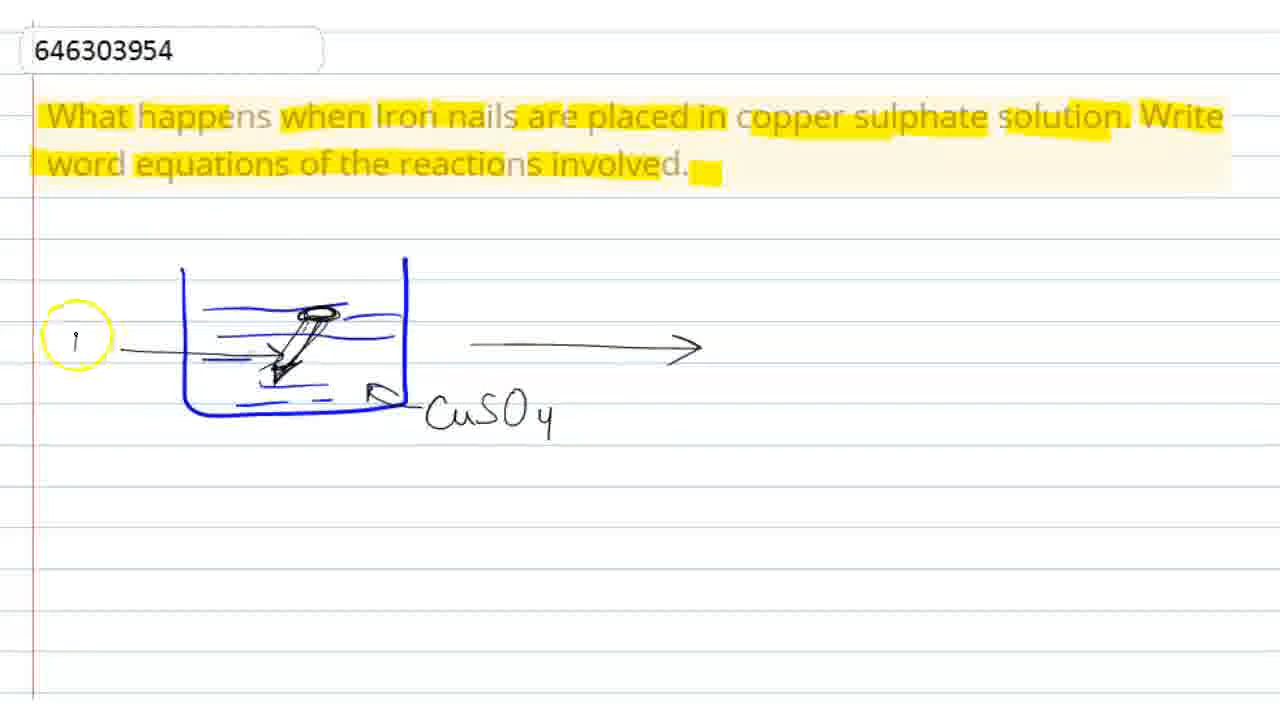 646303954
What happens when Iron nails are placed in copper sulphate solution. Write
word equations of the reactions involved.
CuSO4